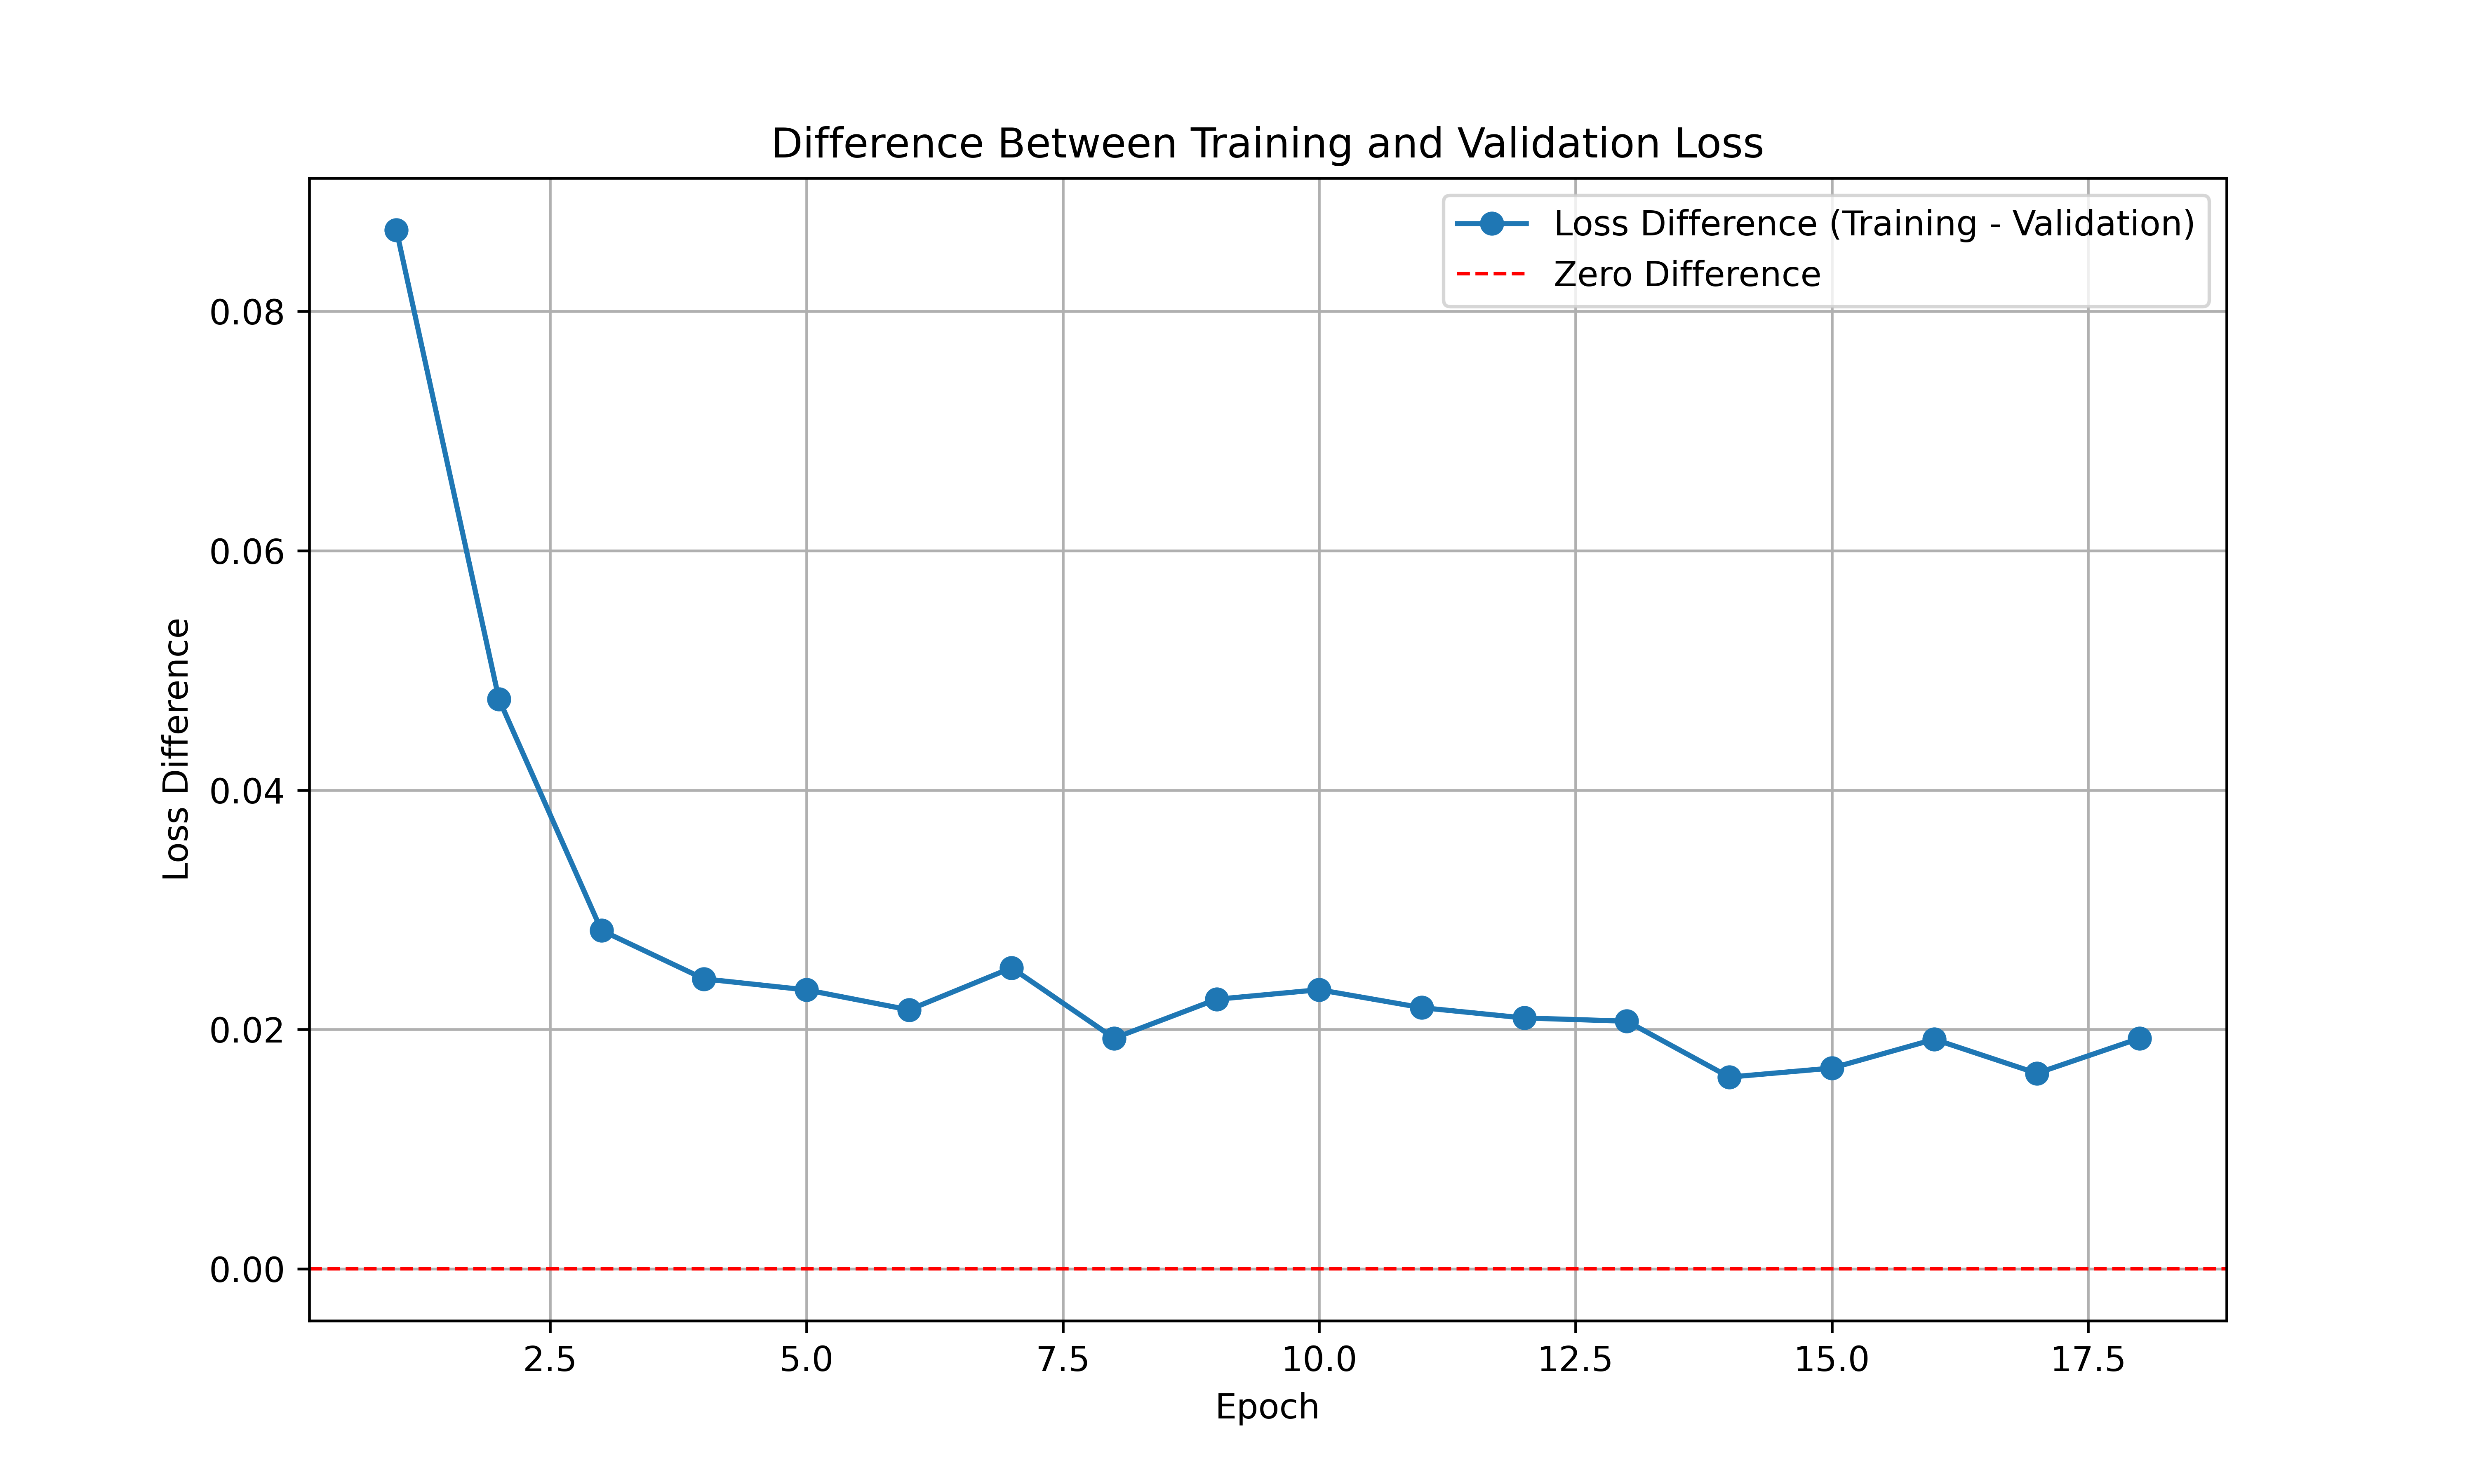 Difference Between Training and Validation Loss
Loss Difference (Training - Validation)
Zero Difference
Loss Difference
0.08
0.06
0.04
0.02
0.00
2.5 5.0 7.5 10.0 12.5 15.0 17.5
Epoch